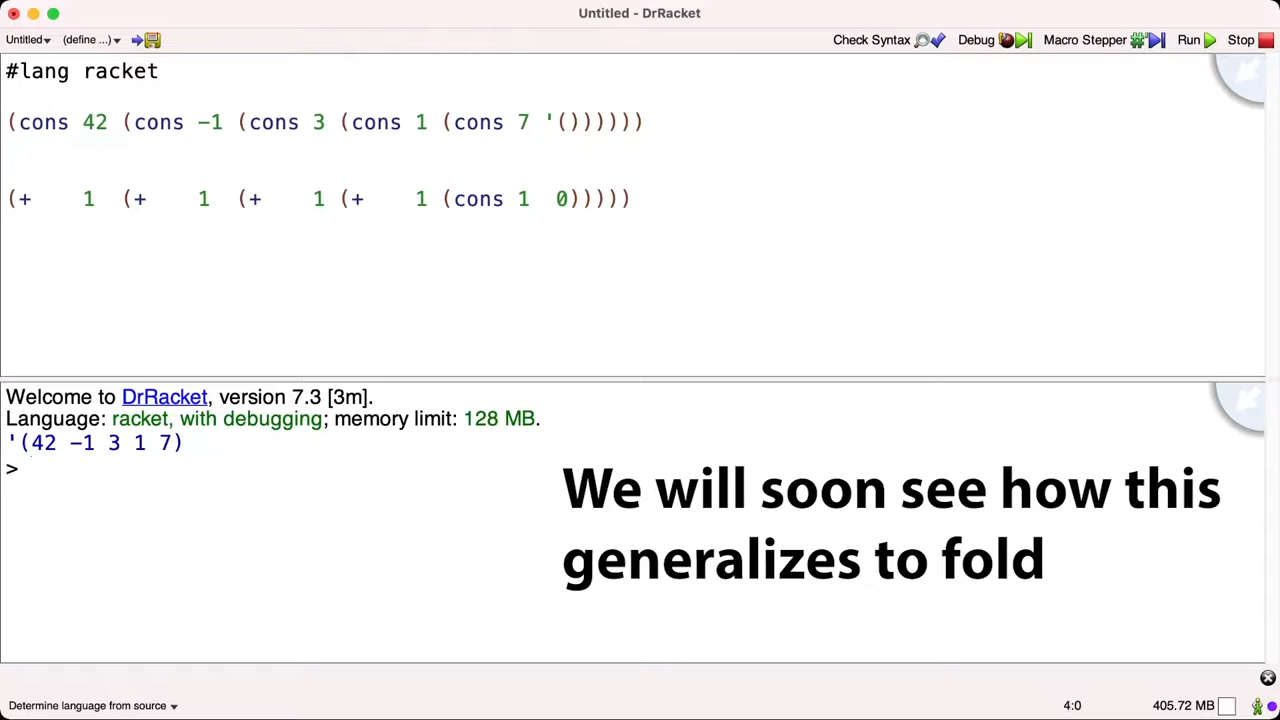 Untitled - DrRacket
Untitled (define ...) Check Syntax Debug Macro Stepper Run Stop
#lang racket
(cons 42 (cons -1 (cons 3 (cons 1 (cons 7 '())))))
(+ 1 (+ 1 (+ 1 (+ 1 (cons 1 0)))))
Welcome to DrRacket, version 7.3 [3m].
Language: racket, with debugging; memory limit: 128 MB.
'(42 -1 3 1 7)
>
We will soon see how this
generalizes to fold
Determine language from source 4:0 405.72 MB